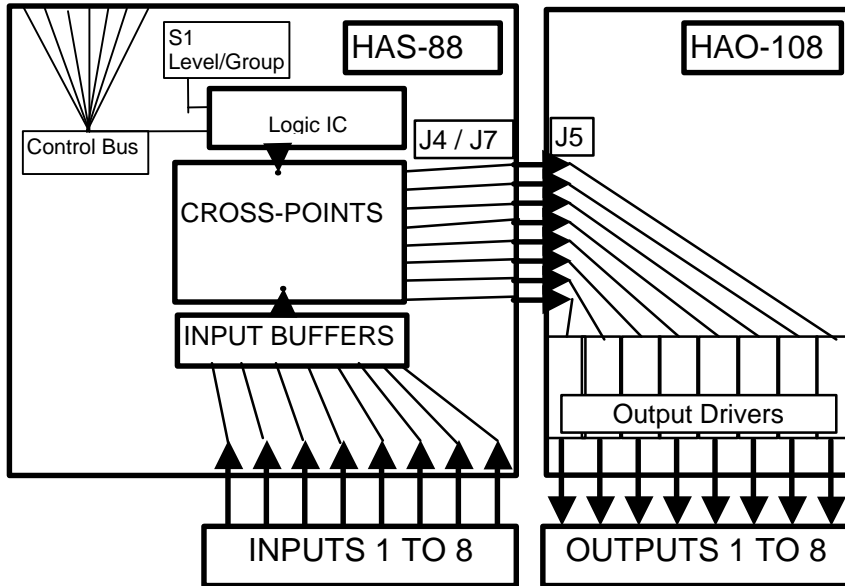 S1
Level/Group
HAS-88
HAO-108
Logic IC
Control Bus
J4 / J7
J5
CROSS-POINTS
INPUT BUFFERS
Output Drivers
INPUTS 1 TO 8
OUTPUTS 1 TO 8